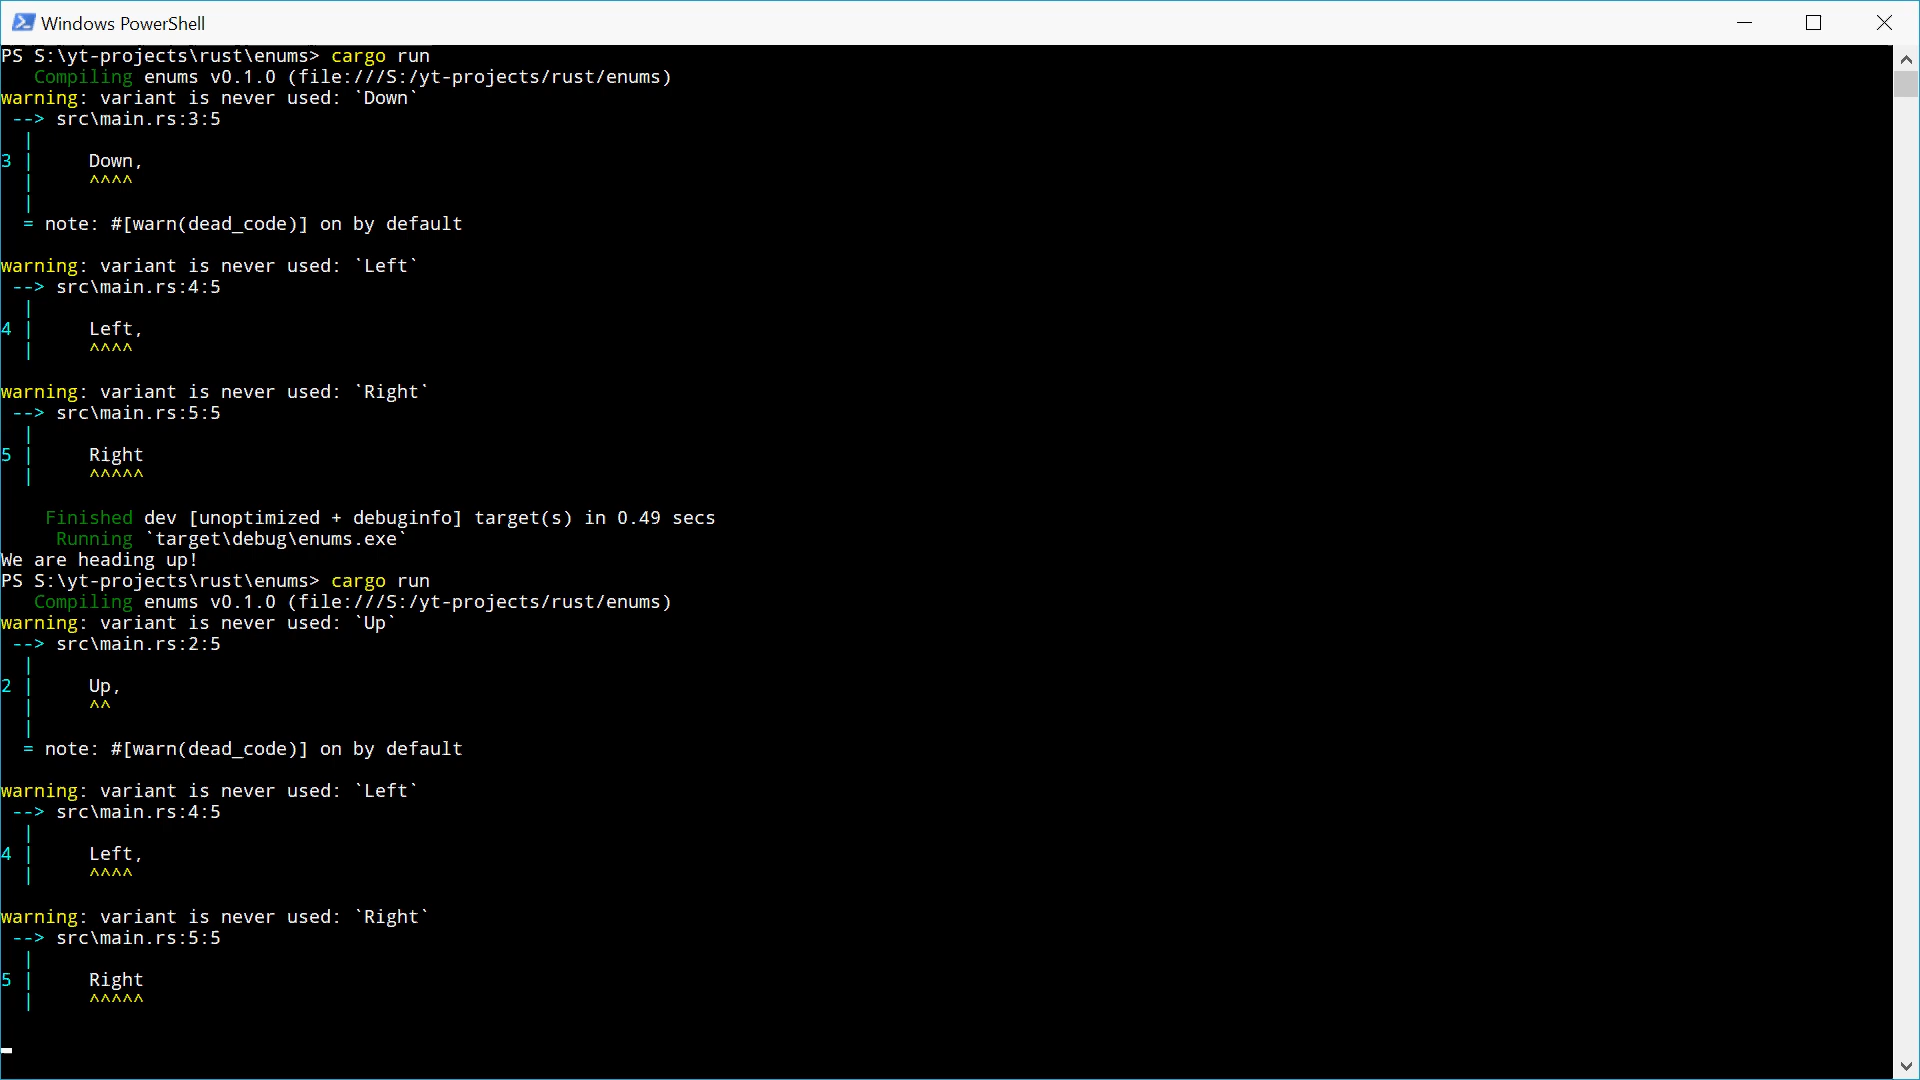 Windows PowerShell
PS S:\yt-projects\rust\enums> cargo run
   Compiling enums v0.1.0 (file:///S:/yt-projects/rust/enums)
warning: variant is never used: `Down`
 --> src\main.rs:3:5
  |
3 |     Down,
  |     ^^^^
  |
  = note: #[warn(dead_code)] on by default

warning: variant is never used: `Left`
 --> src\main.rs:4:5
  |
4 |     Left,
  |     ^^^^

warning: variant is never used: `Right`
 --> src\main.rs:5:5
  |
5 |     Right
  |     ^^^^^

    Finished dev [unoptimized + debuginfo] target(s) in 0.49 secs
     Running `target\debug\enums.exe`
We are heading up!
PS S:\yt-projects\rust\enums> cargo run
   Compiling enums v0.1.0 (file:///S:/yt-projects/rust/enums)
warning: variant is never used: `Up`
 --> src\main.rs:2:5
  |
2 |     Up,
  |     ^^
  |
  = note: #[warn(dead_code)] on by default

warning: variant is never used: `Left`
 --> src\main.rs:4:5
  |
4 |     Left,
  |     ^^^^

warning: variant is never used: `Right`
 --> src\main.rs:5:5
  |
5 |     Right
  |     ^^^^^